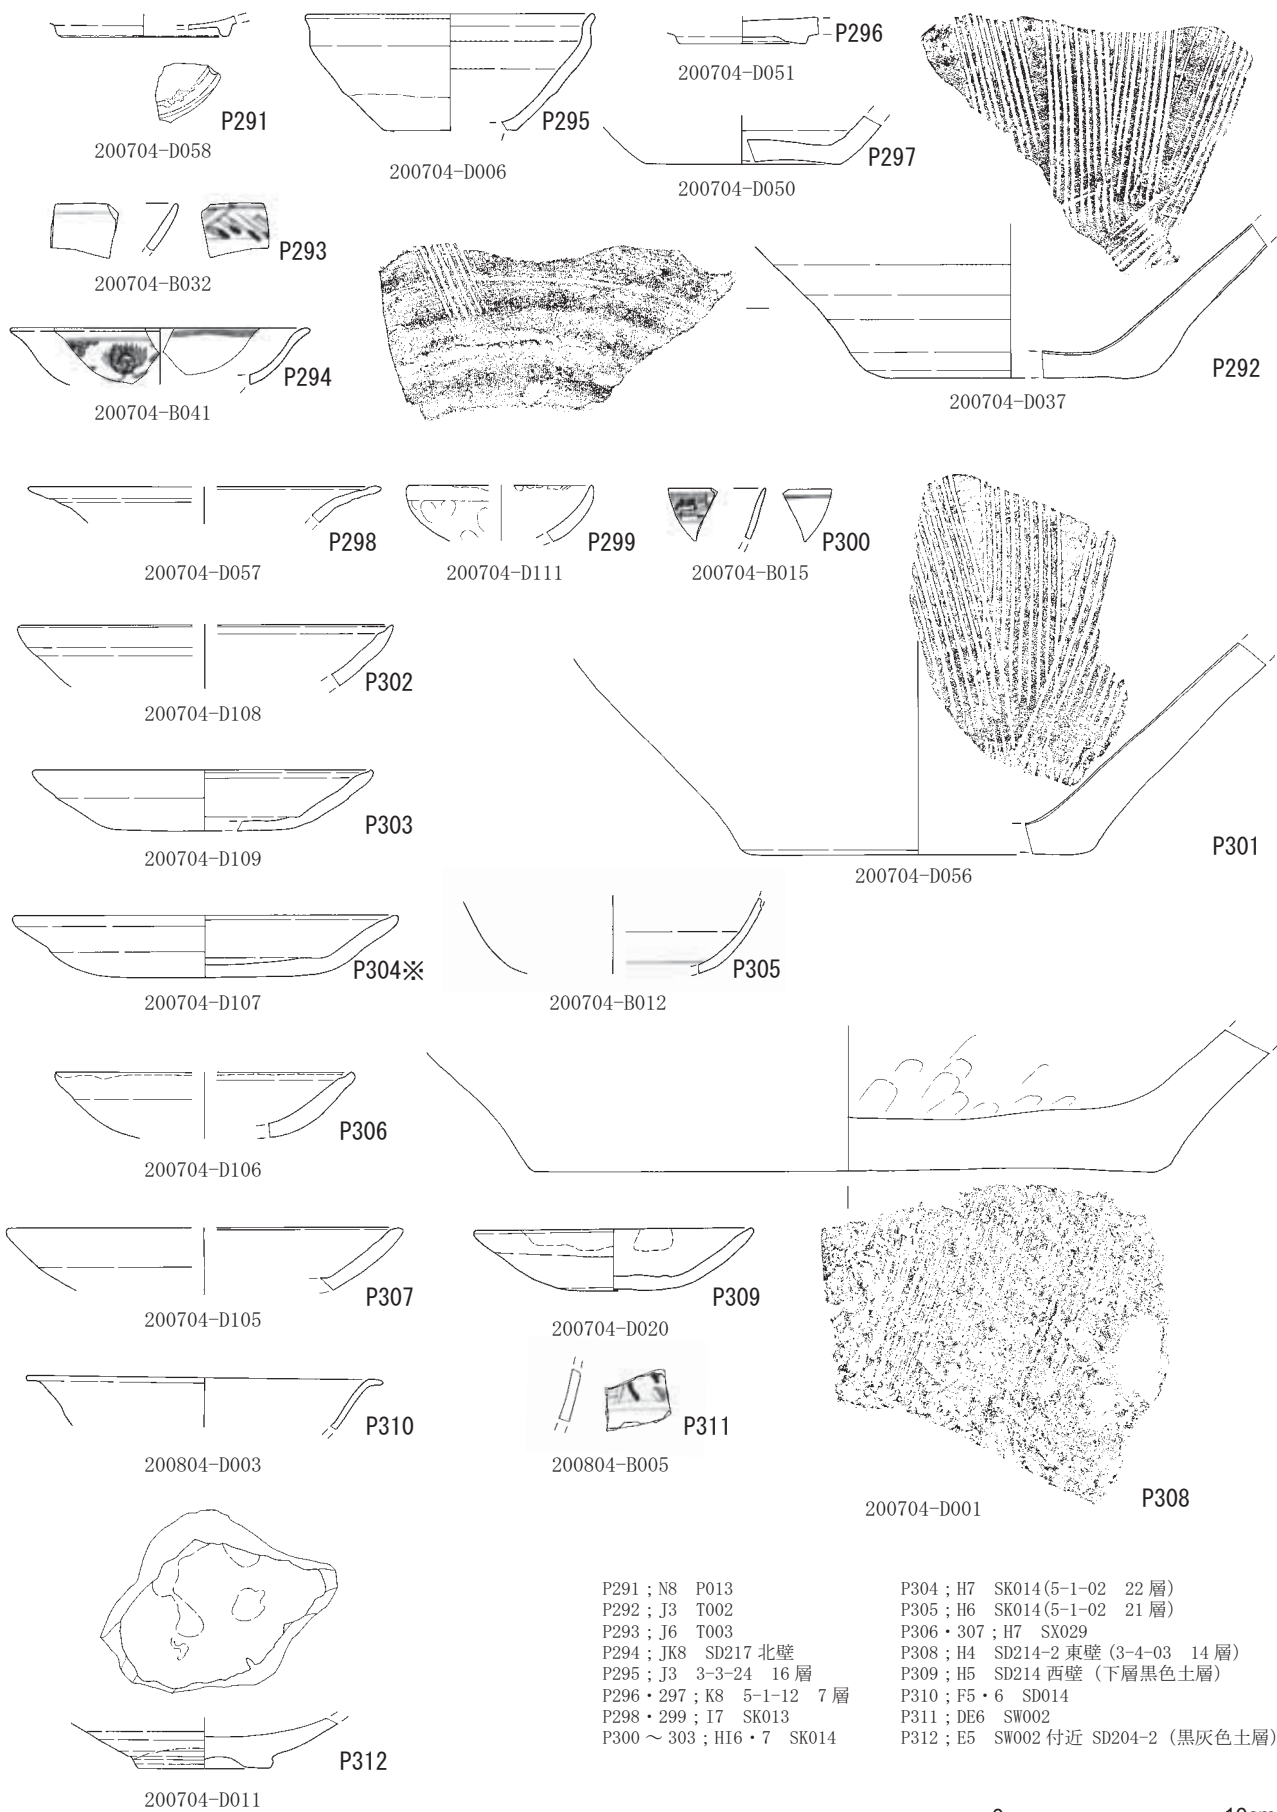 P291
200704-D058
P295
200704-D006
P296
200704-D051
P297
200704-D050
P293
200704-B032
P294
200704-B041
P292
200704-D037
P298
200704-D057
P299
200704-D111
P300
200704-B015
P302
200704-D108
P303
200704-D109
P301
200704-D056
P304※
200704-D107
P305
200704-B012
P306
200704-D106
P307
200704-D105
P309
200704-D020
P310
200804-D003
P311
200804-B005
P308
200704-D001
P312
200704-D011
P291；N8 P013
P292；J3 T002
P293；J6 T003
P294；JK8 SD217 北壁
P295；J3 3-3-24 16 層
P296・297；K8 5-1-12 7 層
P298・299；I7 SK013
P300 ～ 303；HI6・7 SK014
P304；H7 SK014(5-1-02 22 層)
P305；H6 SK014(5-1-02 21 層)
P306・307；H7 SX029
P308；H4 SD214-2 東壁 (3-4-03 14 層)
P309；H5 SD214 西壁（下層黒色土層）
P310；F5・6 SD014
P311；DE6 SW002
P312；E5 SW002 付近 SD204-2（黒灰色土層）